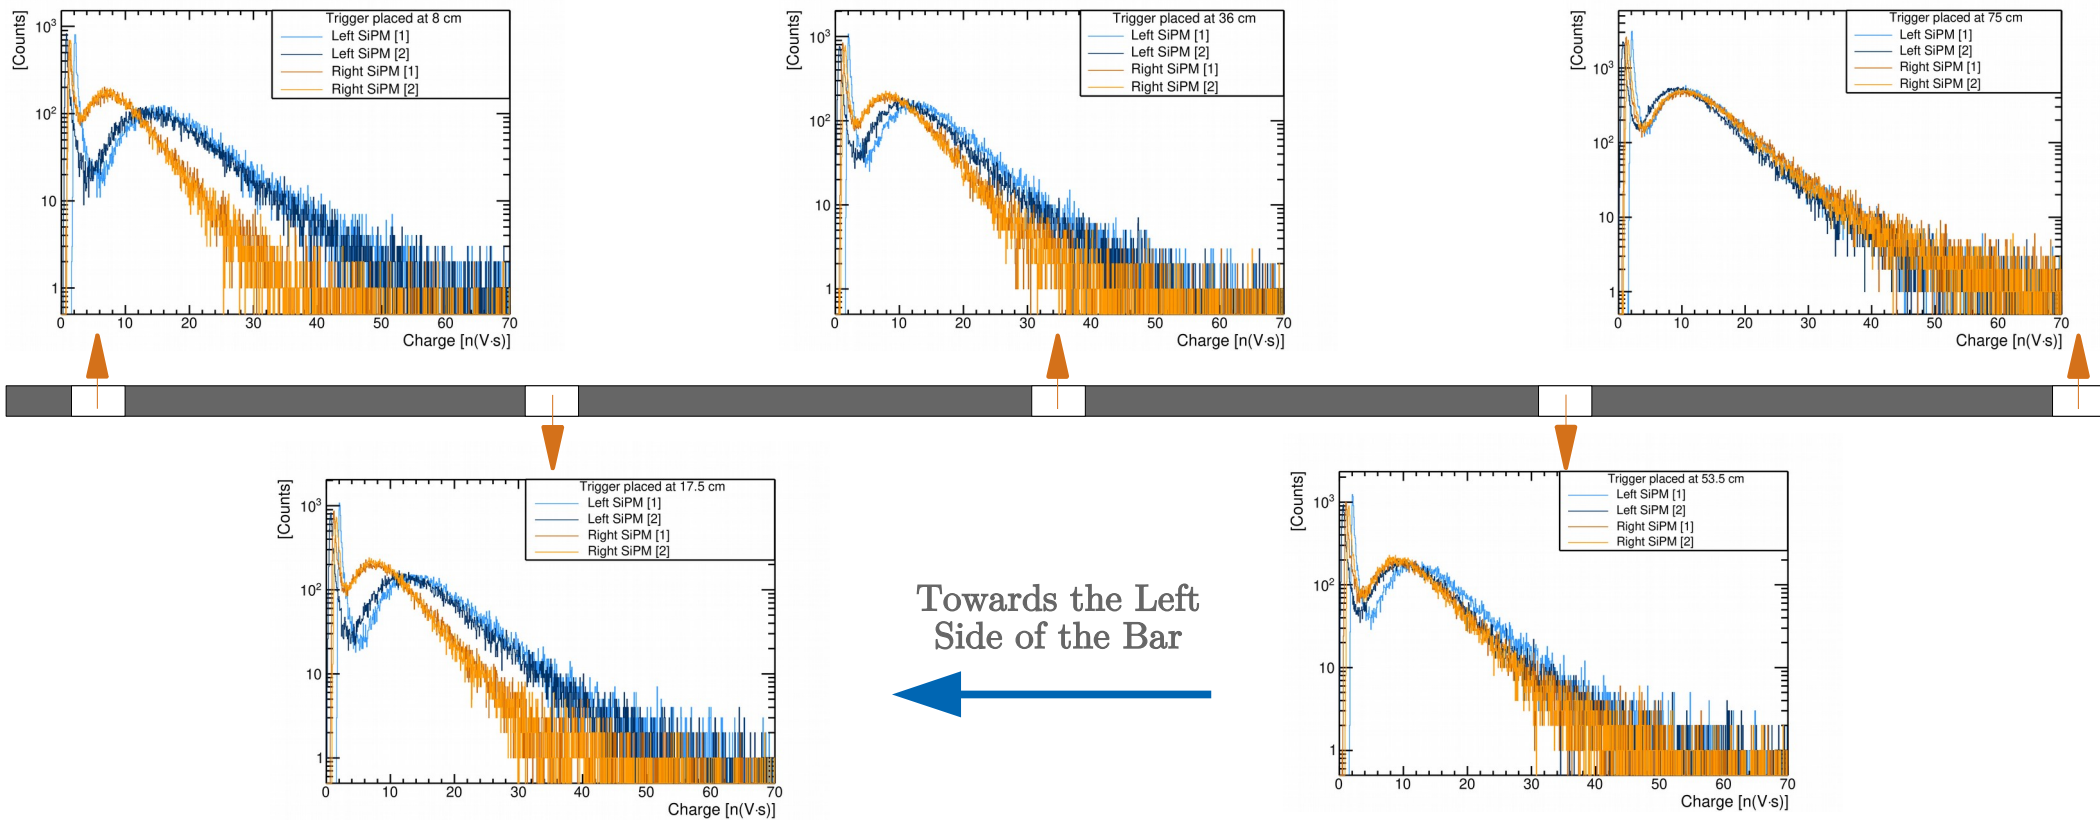 [Counts]
Trigger placed at 8 cm
Left SiPM [1]
Left SiPM [2]
Right SiPM [1]
Right SiPM [2]
10³
10²
10
1
0 10 20 30 40 50 60 70
Charge [n(V·s)]
[Counts]
Trigger placed at 36 cm
Left SiPM [1]
Left SiPM [2]
Right SiPM [1]
Right SiPM [2]
10³
10²
10
1
0 10 20 30 40 50 60 70
Charge [n(V·s)]
[Counts]
Trigger placed at 75 cm
Left SiPM [1]
Left SiPM [2]
Right SiPM [1]
Right SiPM [2]
10³
10²
10
1
0 10 20 30 40 50 60 70
Charge [n(V·s)]
[Counts]
Trigger placed at 17.5 cm
Left SiPM [1]
Left SiPM [2]
Right SiPM [1]
Right SiPM [2]
10³
10²
10
1
0 10 20 30 40 50 60 70
Charge [n(V·s)]
Towards the Left
Side of the Bar
[Counts]
Trigger placed at 53.5 cm
Left SiPM [1]
Left SiPM [2]
Right SiPM [1]
Right SiPM [2]
10³
10²
10
1
0 10 20 30 40 50 60 70
Charge [n(V·s)]